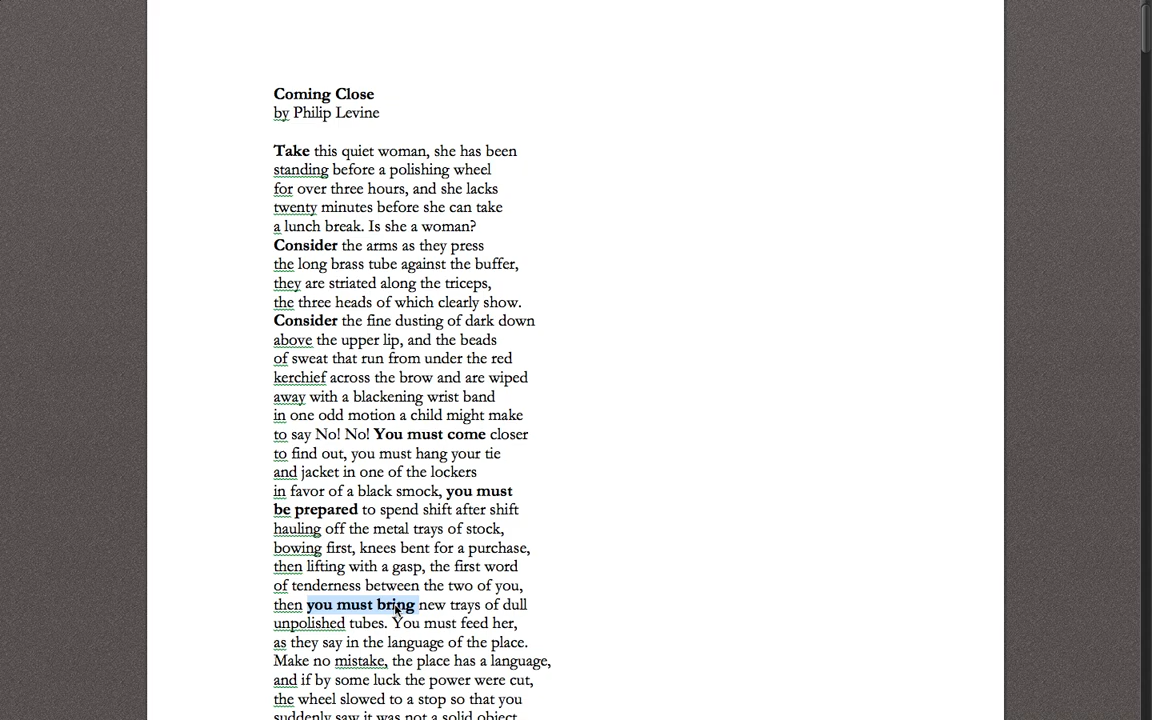 Coming Close
by Philip Levine
Take this quiet woman, she has been
standing before a polishing wheel
for over three hours, and she lacks
twenty minutes before she can take
a lunch break. Is she a woman?
Consider the arms as they press
the long brass tube against the buffer,
they are striated along the triceps,
the three heads of which clearly show.
Consider the fine dusting of dark down
above the upper lip, and the beads
of sweat that run from under the red
kerchief across the brow and are wiped
away with a blackening wrist band
in one odd motion a child might make
to say No! No! You must come closer
to find out, you must hang your tie
and jacket in one of the lockers
in favor of a black smock, you must
be prepared to spend shift after shift
hauling off the metal trays of stock,
bowing first, knees bent for a purchase,
then lifting with a gasp, the first word
of tenderness between the two of you,
then you must bring new trays of dull
unpolished tubes. You must feed her,
as they say in the language of the place.
Make no mistake, the place has a language,
and if by some luck the power were cut,
the wheel slowed to a stop so that you
suddenly saw it was not a solid object